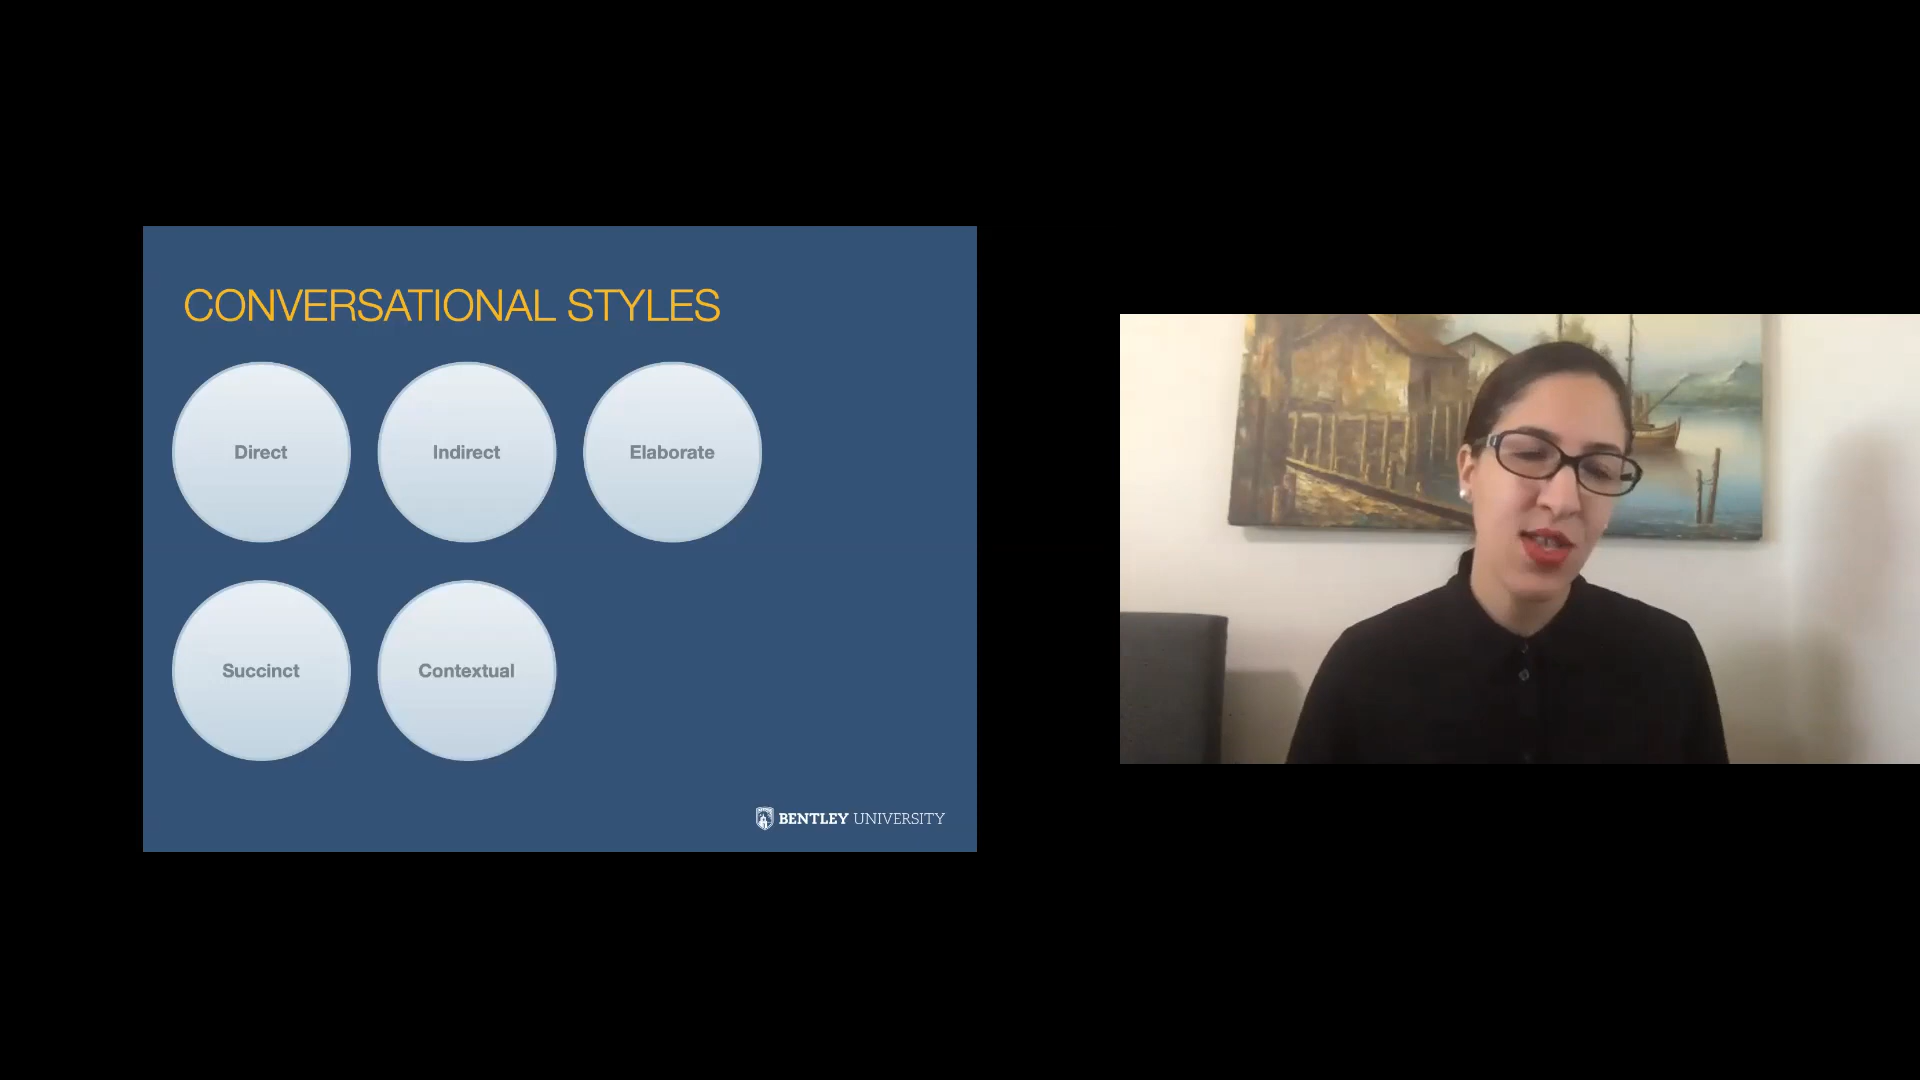 CONVERSATIONAL STYLES
Direct
Indirect
Elaborate
Succinct
Contextual
BENTLEY UNIVERSITY